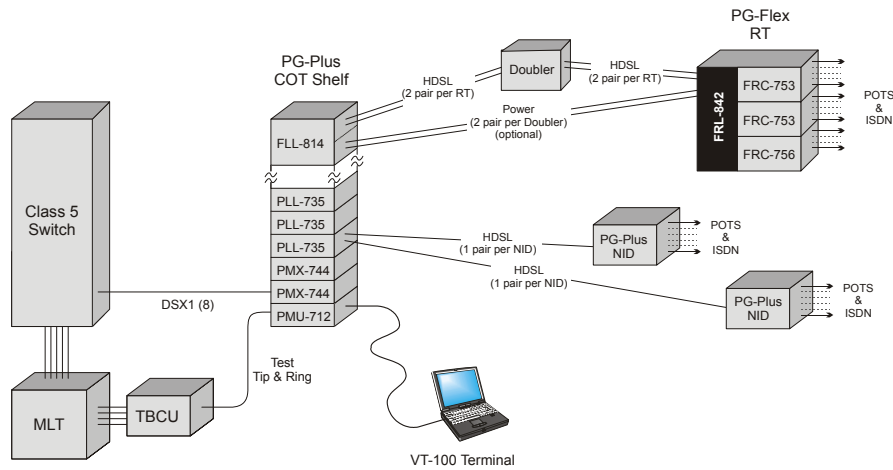 PG-Flex
RT
PG-Plus
COT Shelf
HDSL
(2 pair per RT)
Doubler
HDSL
(2 pair per RT)
Power
(2 pair per Doubler)
(optional)
FRL-842
FRC-753
FRC-753
FRC-756
POTS
&
ISDN
FLL-814
Class 5
Switch
PLL-735
PLL-735
PLL-735
PMX-744
PMX-744
PMU-712
HDSL
(1 pair per NID)
HDSL
(1 pair per NID)
PG-Plus
NID
POTS
&
ISDN
PG-Plus
NID
POTS
&
ISDN
DSX1 (8)
Test
Tip & Ring
MLT
TBCU
VT-100 Terminal